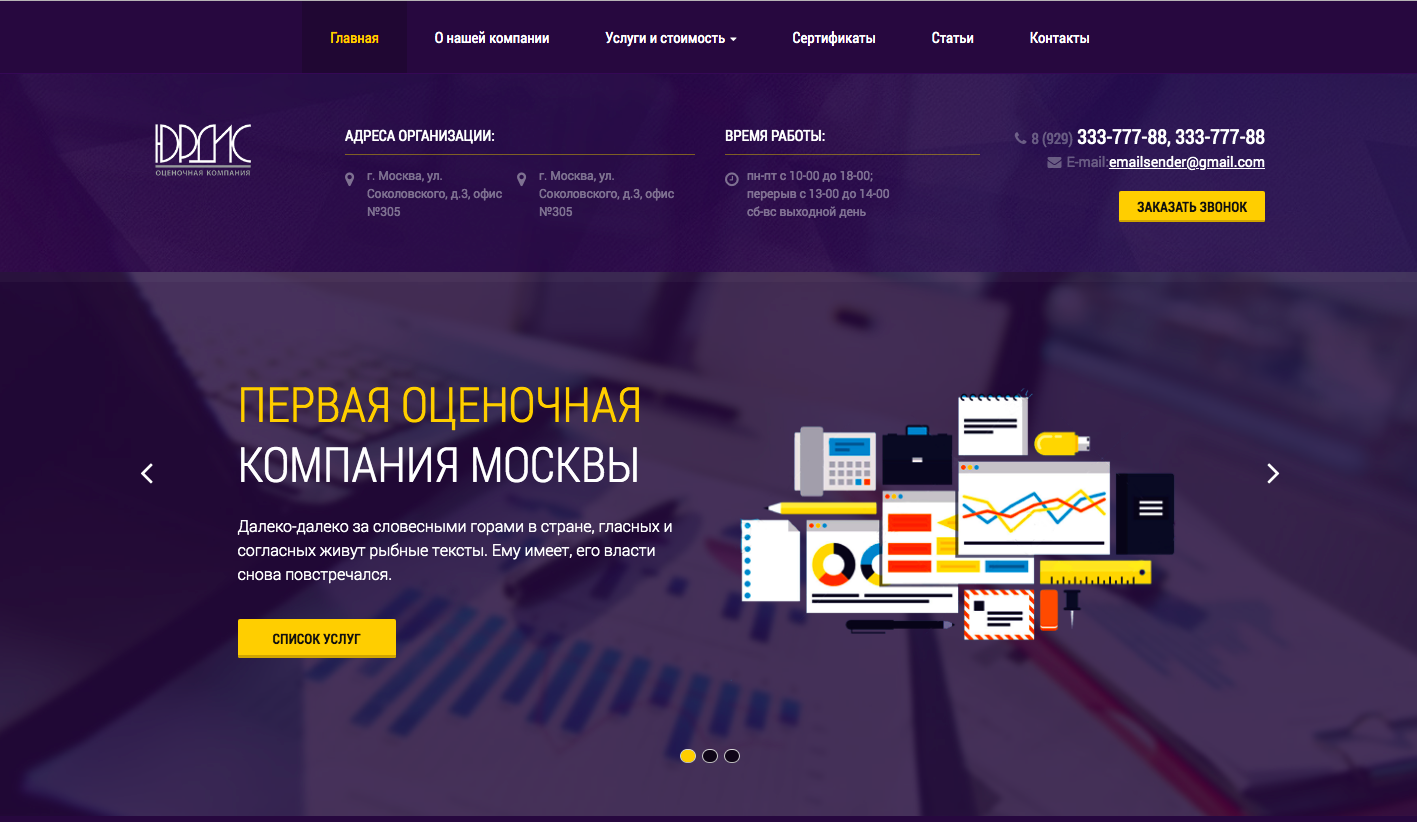 Главная
О нашей компании
Услуги и стоимость
Сертификаты
Статьи
Контакты
ЮРДИС
ОЦЕНОЧНАЯ КОМПАНИЯ
АДРЕСА ОРГАНИЗАЦИИ:
г. Москва, ул.
Соколовского, д.3, офис
№305
г. Москва, ул.
Соколовского, д.3, офис
№305
ВРЕМЯ РАБОТЫ:
пн-пт с 10-00 до 18-00;
перерыв с 13-00 до 14-00
сб-вс выходной день
8 (929) 333-777-88, 333-777-88
E-mail:emailsender@gmail.com
ЗАКАЗАТЬ ЗВОНОК
ПЕРВАЯ ОЦЕНОЧНАЯ
КОМПАНИЯ МОСКВЫ
Далеко-далеко за словесными горами в стране, гласных и
согласных живут рыбные тексты. Ему имеет, его власти
снова повстречался.
СПИСОК УСЛУГ